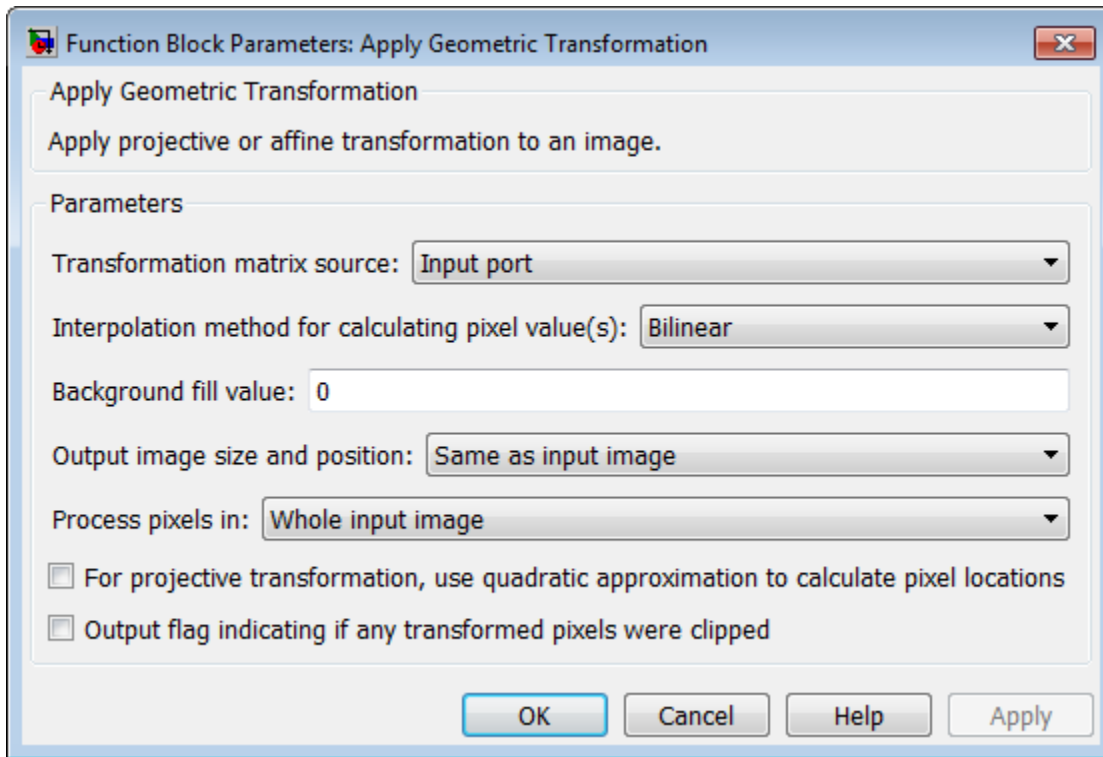 Function Block Parameters: Apply Geometric Transformation
Apply Geometric Transformation
Apply projective or affine transformation to an image.
Parameters
Transformation matrix source: Input port
Interpolation method for calculating pixel value(s): Bilinear
Background fill value: 0
Output image size and position: Same as input image
Process pixels in: Whole input image
For projective transformation, use quadratic approximation to calculate pixel locations
Output flag indicating if any transformed pixels were clipped
OK Cancel Help Apply